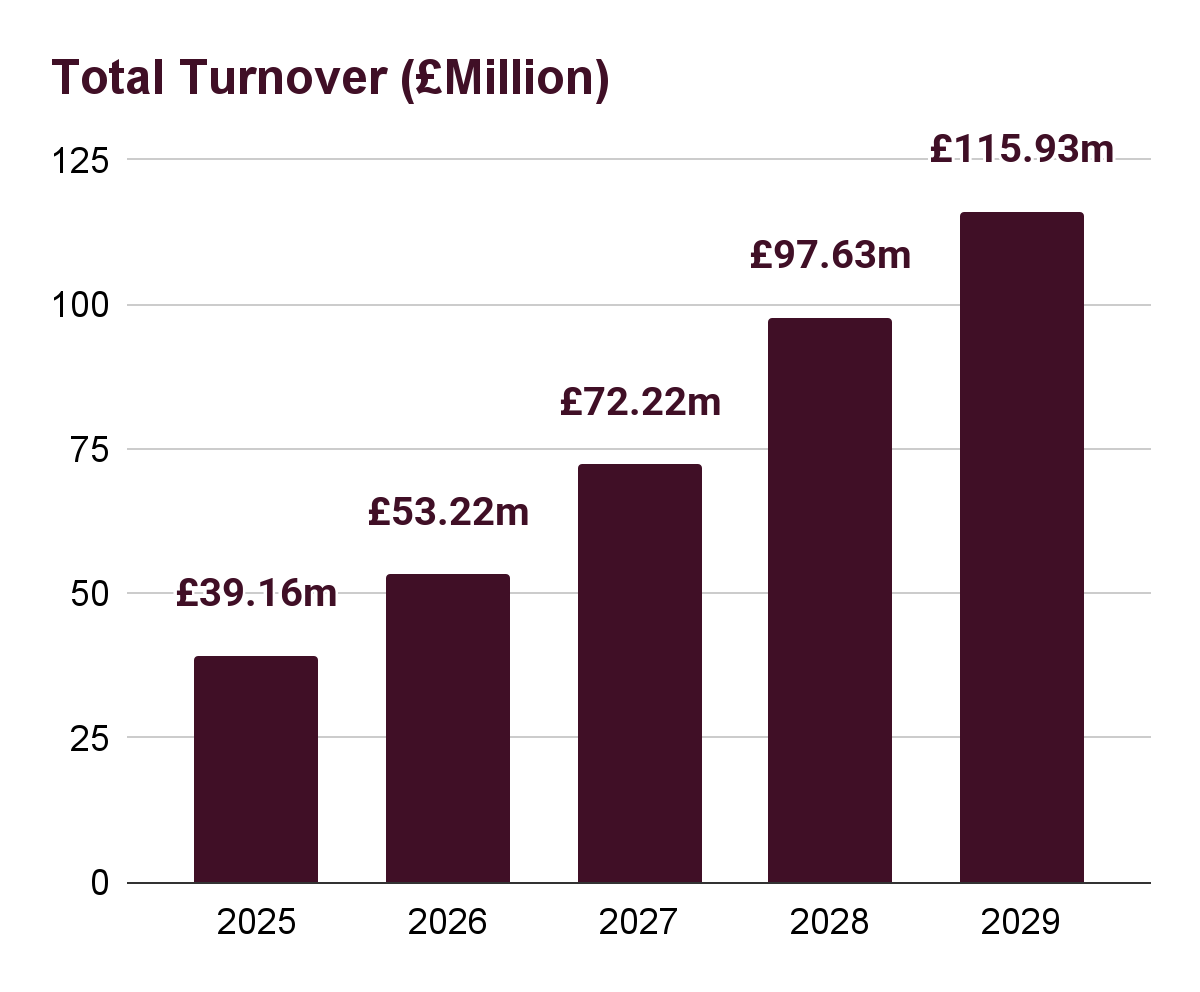 Total Turnover (£Million)
125
£115.93m
£97.63m
100
£72.22m
75
£53.22m
50
£39.16m
25
0
2025 2026 2027 2028 2029